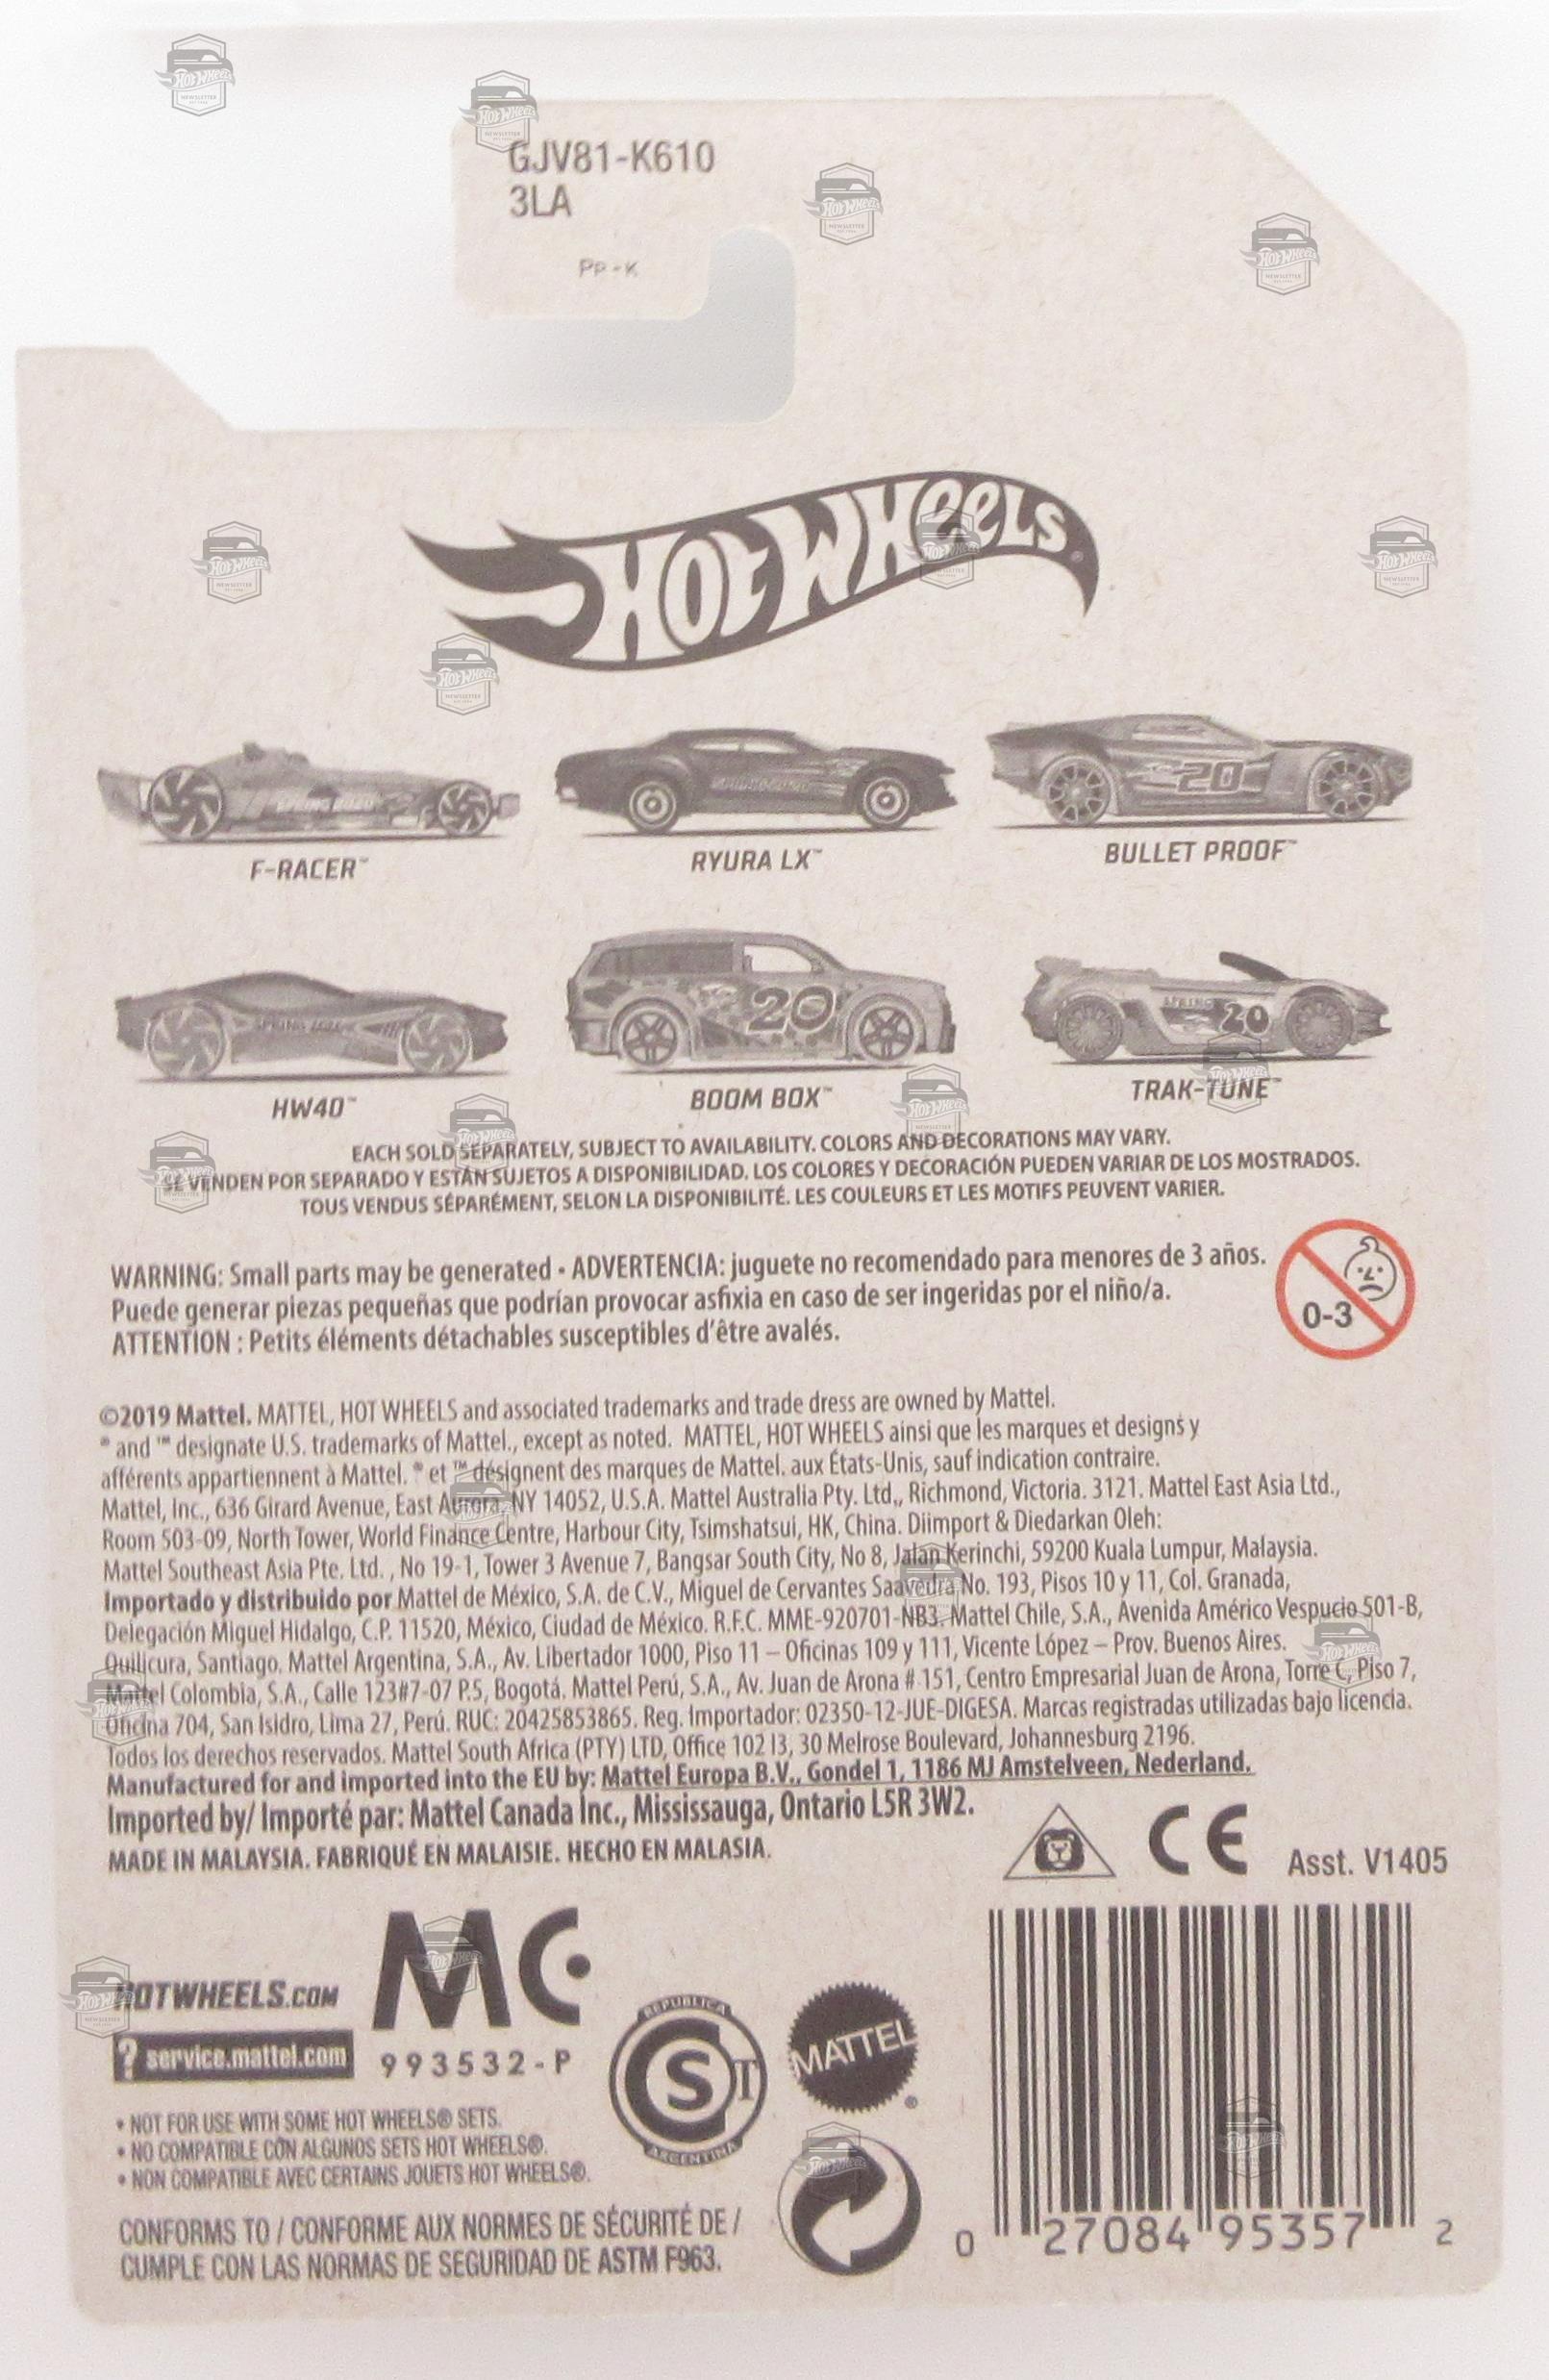 GJV81-K610
3LA
PP-K
HOT WHEELS
SPRING 2020
20
F-RACER™
RYURA LX™
BULLET PROOF™
SPRING 2020
20
SPRING
20
HW40™
BOOM BOX™
TRAK-TUNE™
EACH SOLD SEPARATELY, SUBJECT TO AVAILABILITY. COLORS AND DECORATIONS MAY VARY.
SE VENDEN POR SEPARADO Y ESTÁN SUJETOS A DISPONIBILIDAD. LOS COLORES Y DECORACIÓN PUEDEN VARIAR DE LOS MOSTRADOS.
TOUS VENDUS SÉPARÉMENT, SELON LA DISPONIBILITÉ. LES COULEURS ET LES MOTIFS PEUVENT VARIER.
WARNING: Small parts may be generated • ADVERTENCIA: juguete no recomendado para menores de 3 años.
Puede generar piezas pequeñas que podrían provocar asfixia en caso de ser ingeridas por el niño/a.
ATTENTION : Petits éléments détachables susceptibles d'être avalés.
0-3
©2019 Mattel. MATTEL, HOT WHEELS and associated trademarks and trade dress are owned by Mattel.
® and ™ designate U.S. trademarks of Mattel., except as noted. MATTEL, HOT WHEELS ainsi que les marques et designs y
afférents appartiennent à Mattel. ® et ™ désignent des marques de Mattel. aux États-Unis, sauf indication contraire.
Mattel, Inc., 636 Girard Avenue, East Aurora, NY 14052, U.S.A. Mattel Australia Pty. Ltd., Richmond, Victoria. 3121. Mattel East Asia Ltd.,
Room 503-09, North Tower, World Finance Centre, Harbour City, Tsimshatsui, HK, China. Diimport & Diedarkan Oleh:
Mattel Southeast Asia Pte. Ltd. , No 19-1, Tower 3 Avenue 7, Bangsar South City, No 8, Jalan Kerinchi, 59200 Kuala Lumpur, Malaysia.
Importado y distribuido por Mattel de México, S.A. de C.V., Miguel de Cervantes Saavedra No. 193, Pisos 10 y 11, Col. Granada,
Delegación Miguel Hidalgo, C.P. 11520, México, Ciudad de México. R.F.C. MME-920701-NB3. Mattel Chile, S.A., Avenida Américo Vespucio 501-B,
Quilicura, Santiago. Mattel Argentina, S.A., Av. Libertador 1000, Piso 11 – Oficinas 109 y 111, Vicente López – Prov. Buenos Aires.
Mattel Colombia, S.A., Calle 123#7-07 P.5, Bogotá. Mattel Perú, S.A., Av. Juan de Arona # 151, Centro Empresarial Juan de Arona, Torre C, Piso 7,
Oficina 704, San Isidro, Lima 27, Perú. RUC: 20425853865. Reg. Importador: 02350-12-JUE-DIGESA. Marcas registradas utilizadas bajo licencia.
Todos los derechos reservados. Mattel South Africa (PTY) LTD, Office 102 I3, 30 Melrose Boulevard, Johannesburg 2196.
Manufactured for and imported into the EU by: Mattel Europa B.V., Gondel 1, 1186 MJ Amstelveen, Nederland.
Imported by/ Importé par: Mattel Canada Inc., Mississauga, Ontario L5R 3W2.
MADE IN MALAYSIA. FABRIQUÉ EN MALAISIE. HECHO EN MALASIA.
CE
Asst. V1405
MC
HOTWHEELS.COM
? service.mattel.com
993532-P
REPUBLICA
S T
ARGENTINA
MATTEL®
• NOT FOR USE WITH SOME HOT WHEELS® SETS.
• NO COMPATIBLE CON ALGUNOS SETS HOT WHEELS®.
• NON COMPATIBLE AVEC CERTAINS JOUETS HOT WHEELS®.
CONFORMS TO / CONFORME AUX NORMES DE SÉCURITÉ DE /
CUMPLE CON LAS NORMAS DE SEGURIDAD DE ASTM F963.
0 27084 95357 2